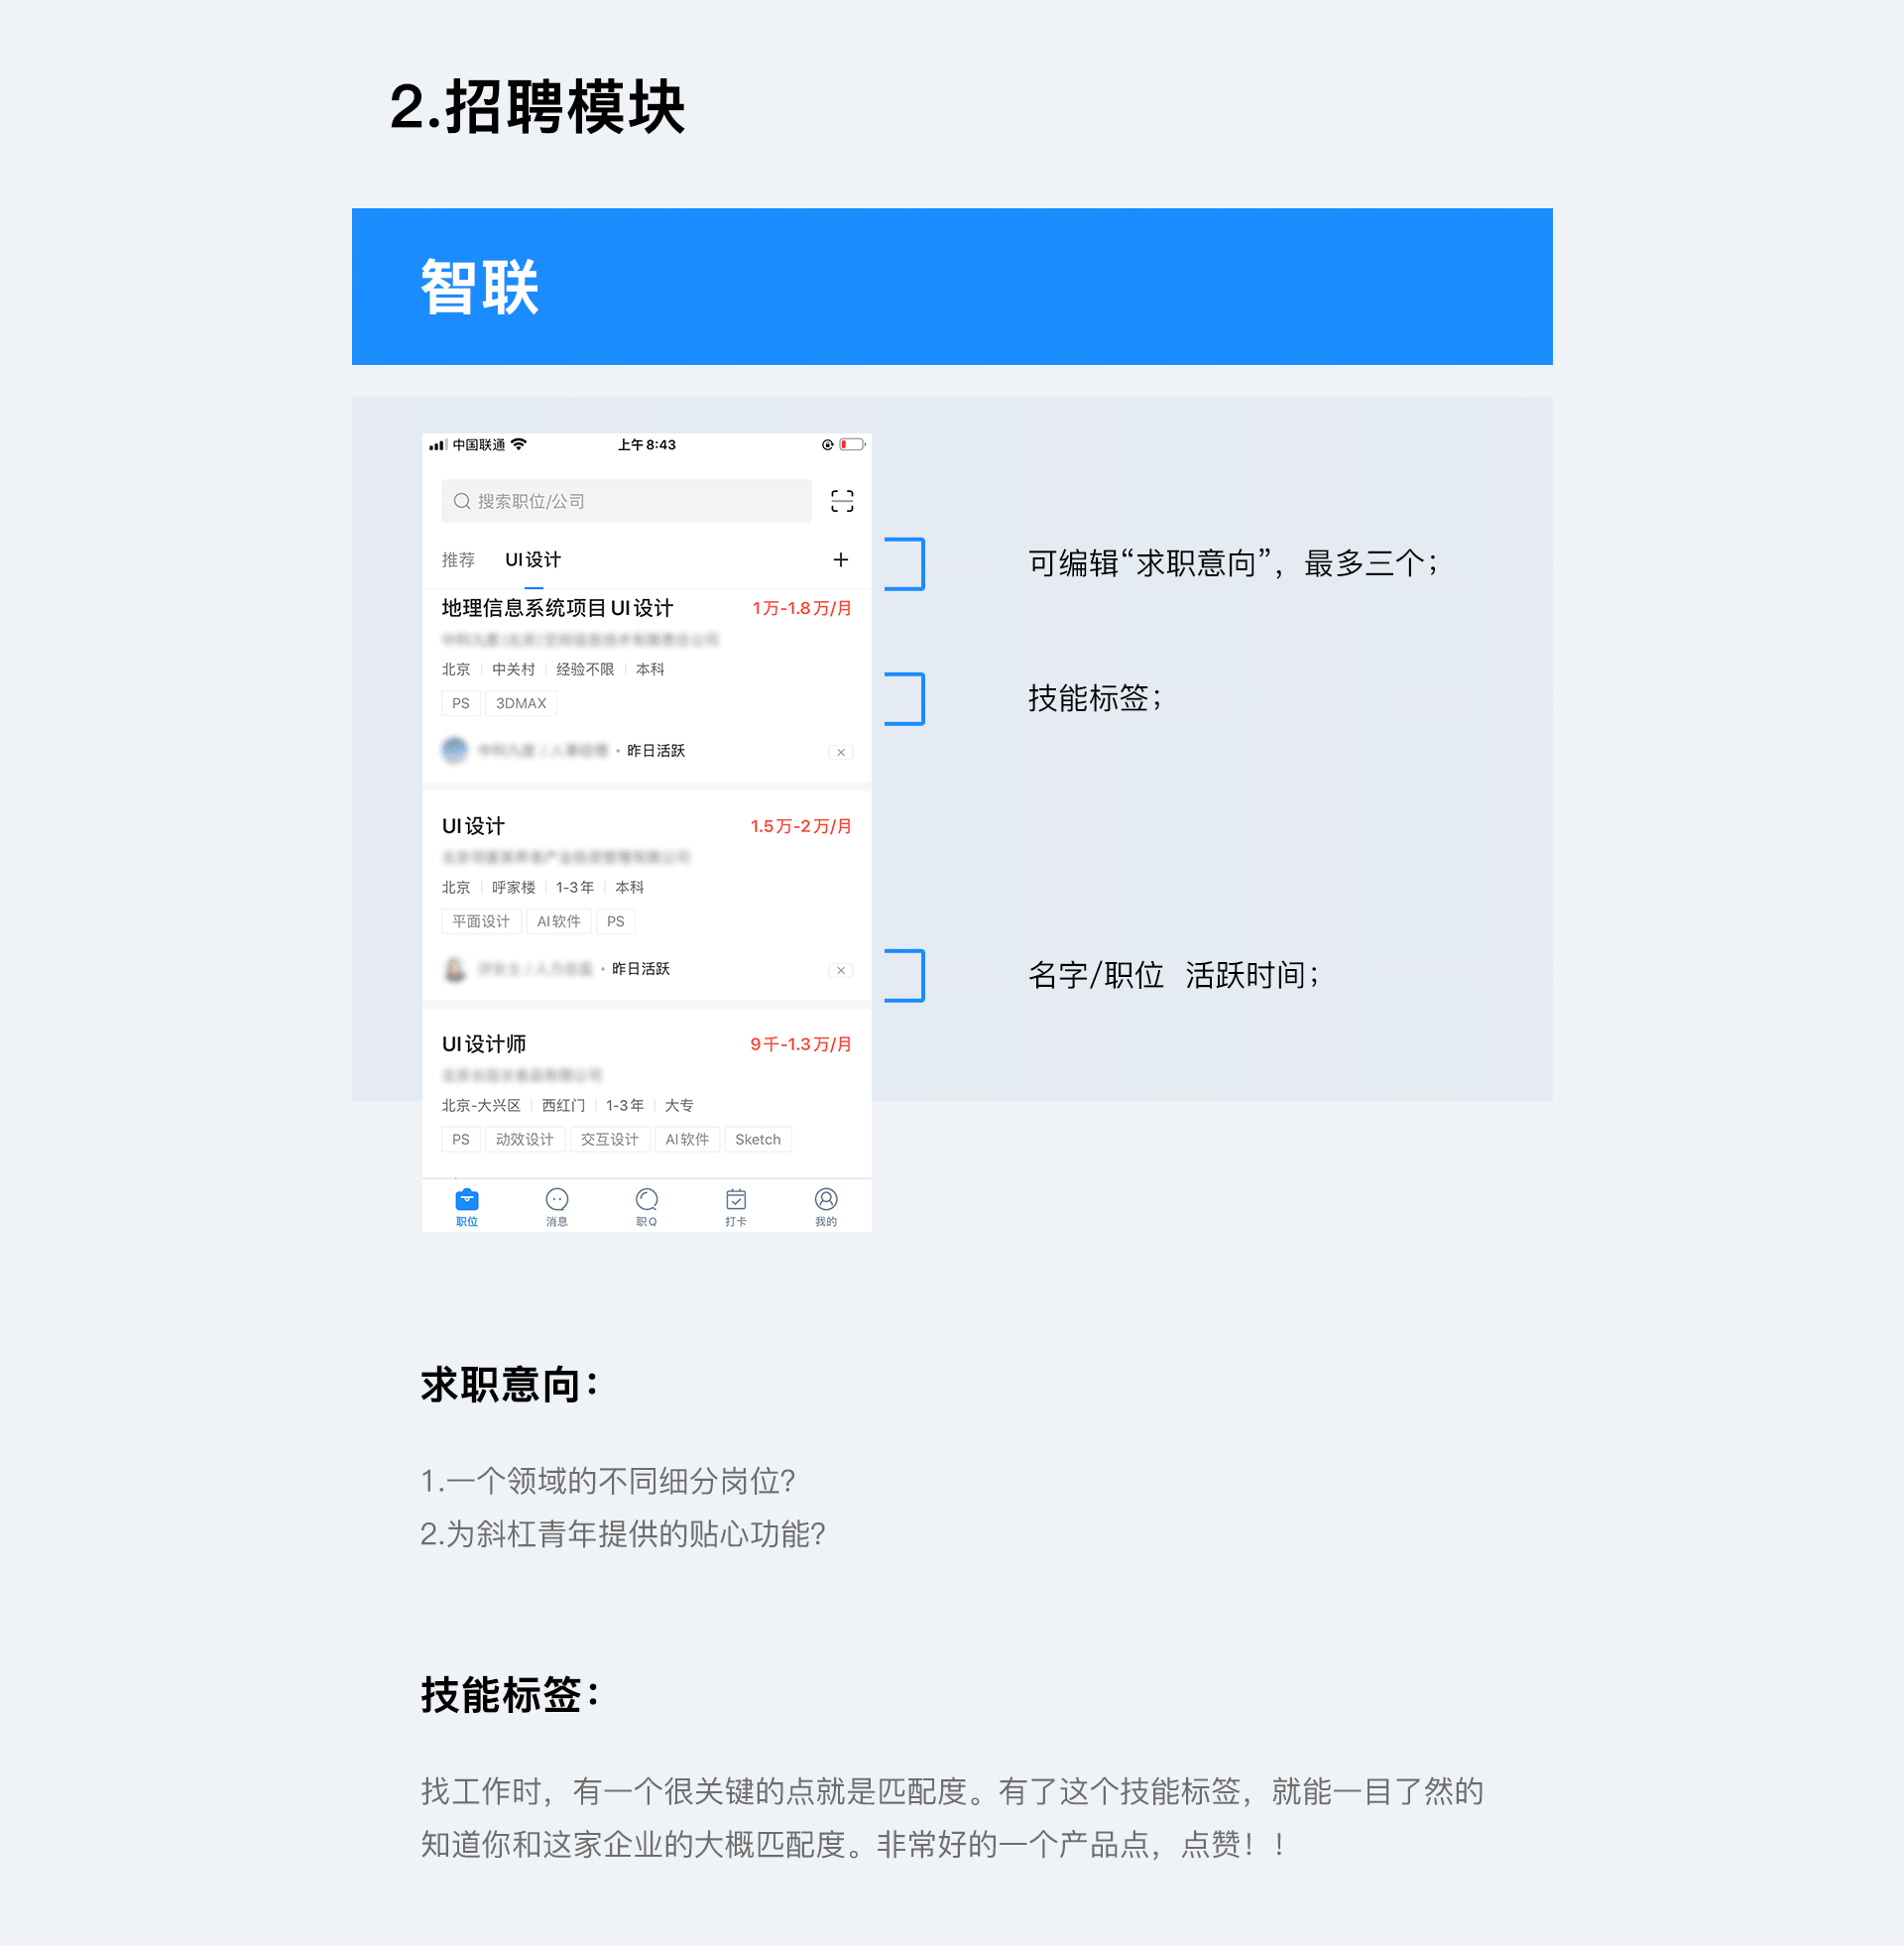 2.招聘模块
智联
中国联通 上午8:43
搜索职位/公司
推荐 UI设计 +
可编辑“求职意向”，最多三个；
地理信息系统项目UI设计 1万-1.8万/月
北京 中关村 经验不限 本科
PS 3DMAX
技能标签；
昨日活跃
UI设计 1.5万-2万/月
北京 呼家楼 1-3年 本科
平面设计 AI软件 PS
昨日活跃
名字/职位 活跃时间；
UI设计师 9千-1.3万/月
北京-大兴区 西红门 1-3年 大专
PS 动效设计 交互设计 AI软件 Sketch
职位 消息 职Q 打卡 我的
求职意向：
1.一个领域的不同细分岗位？
2.为斜杠青年提供的贴心功能？
技能标签：
找工作时，有一个很关键的点就是匹配度。有了这个技能标签，就能一目了然的
知道你和这家企业的大概匹配度。非常好的一个产品点，点赞！！